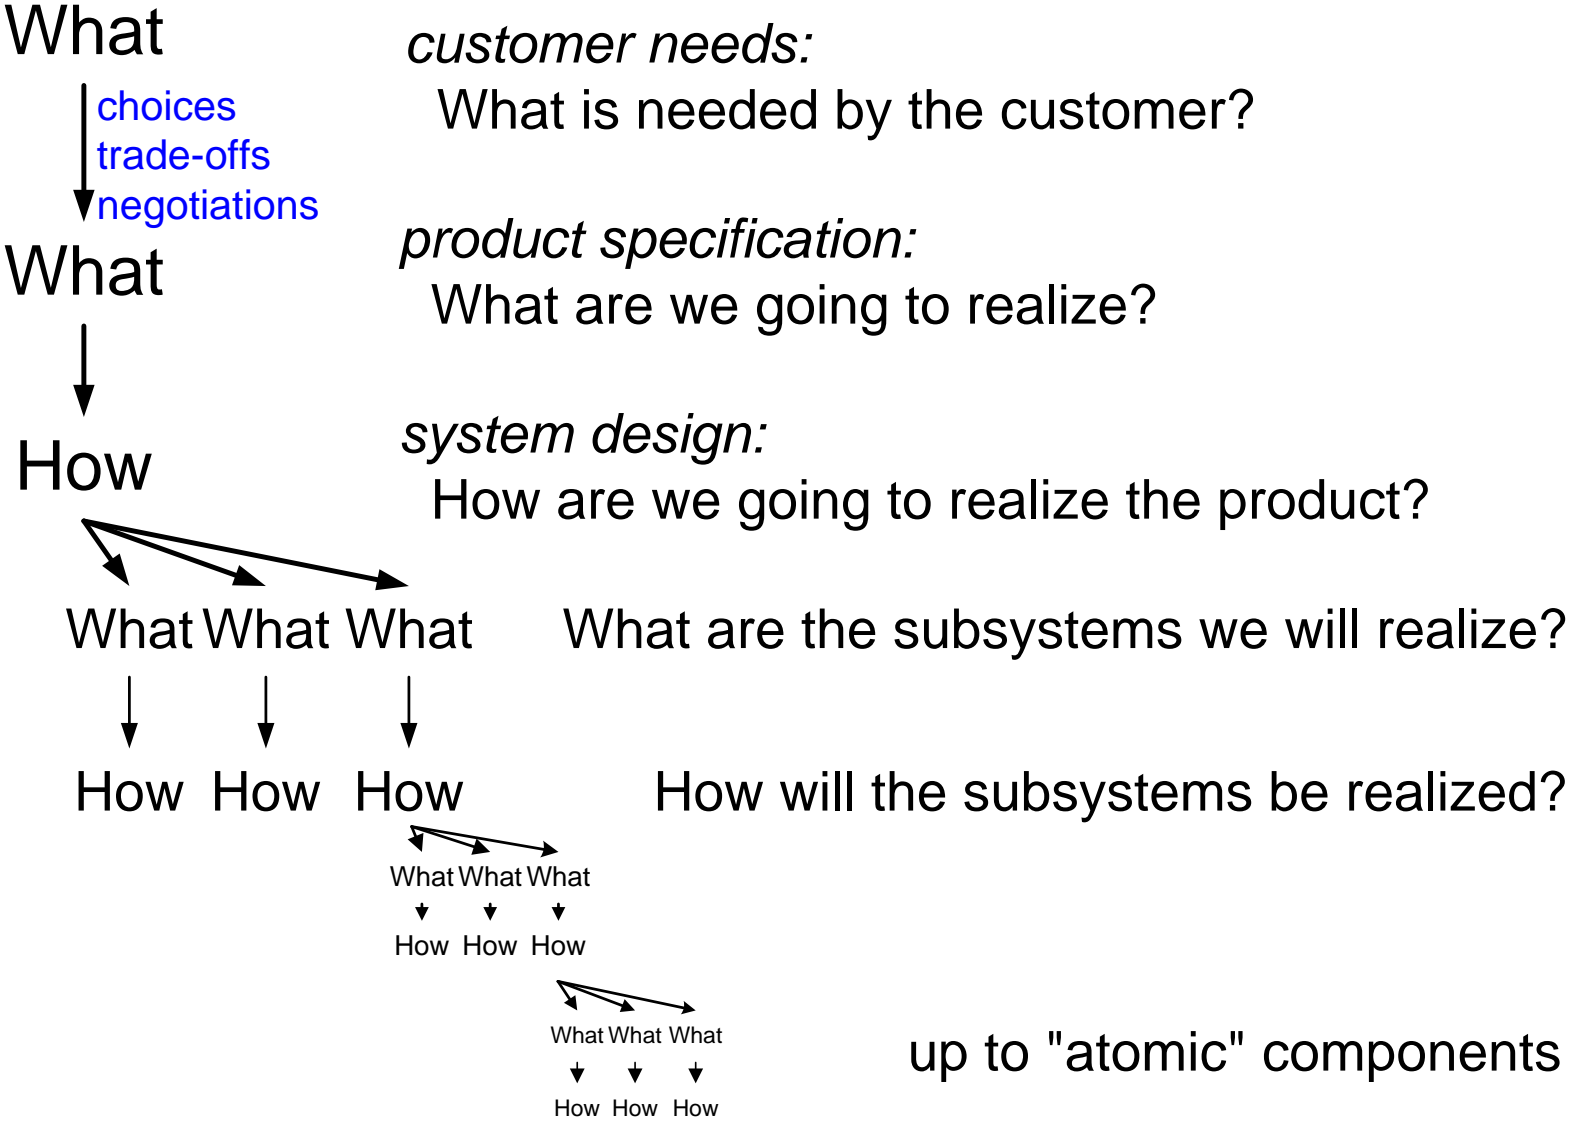 What
customer needs:
choices
What is needed by the customer?
trade-offs
negotiations
product specification:
What
What are we going to realize?
system design:
How
How are we going to realize the product?
What What What What are the subsystems we will realize?
How How How How will the subsystems be realized?
What What What
How How How
What What What
up to "atomic" components
How How How